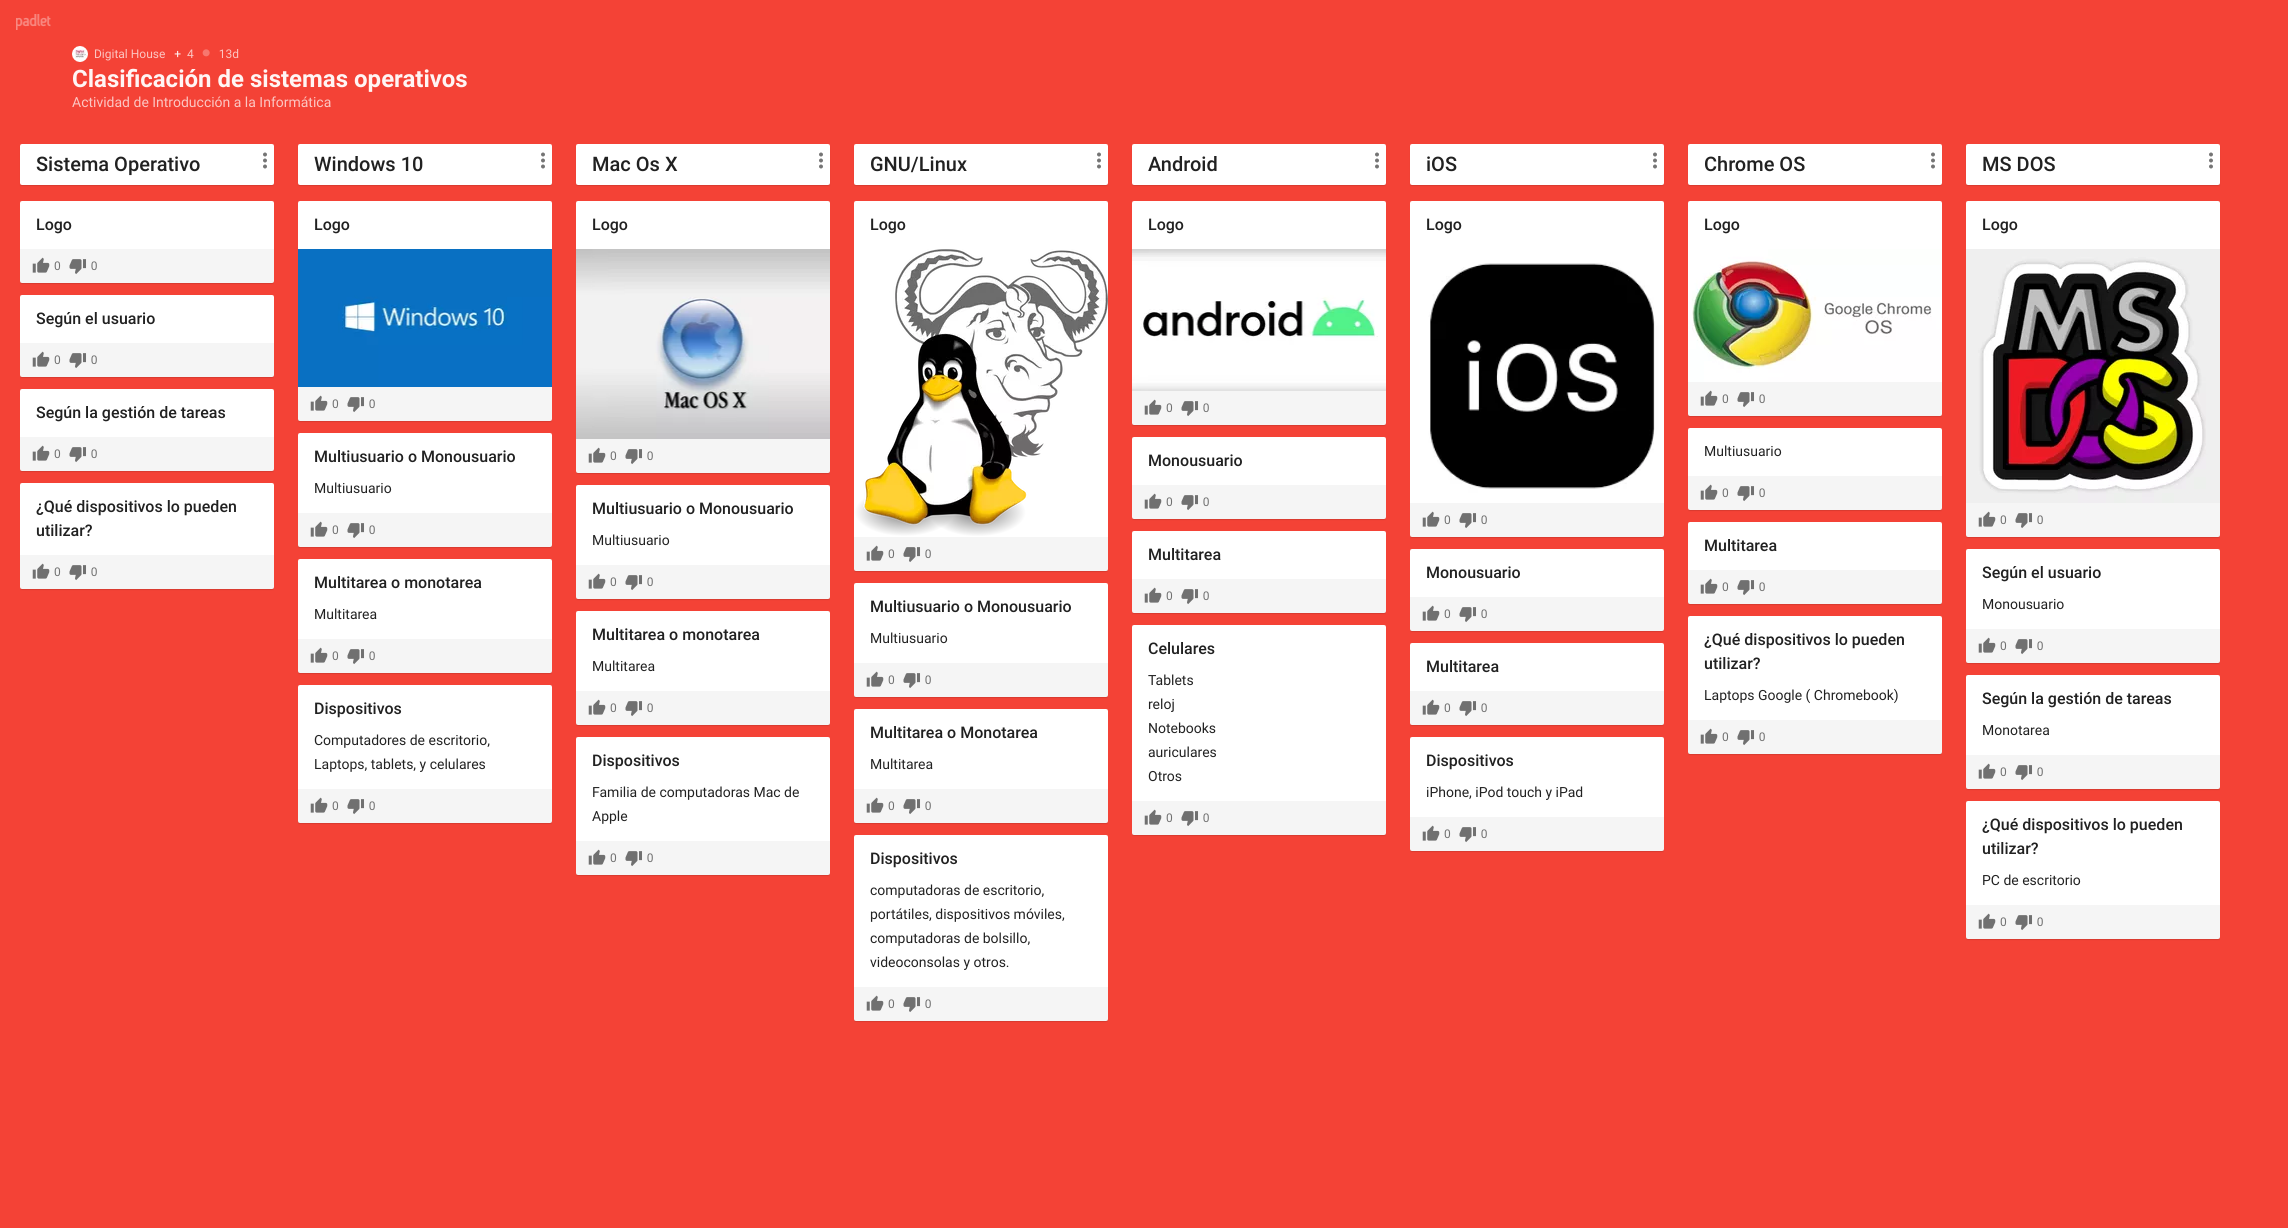 padlet
Digital House + 4 13d
Clasificación de sistemas operativos
Actividad de Introducción a la Informática
Sistema Operativo
Logo
0 0
Según el usuario
0 0
Según la gestión de tareas
0 0
¿Qué dispositivos lo pueden
utilizar?
0 0
Windows 10
Logo
Windows 10
0 0
Multiusuario o Monousuario
Multiusuario
0 0
Multitarea o monotarea
Multitarea
0 0
Dispositivos
Computadores de escritorio,
Laptops, tablets, y celulares
0 0
Mac Os X
Logo
Mac OS X
0 0
Multiusuario o Monousuario
Multiusuario
0 0
Multitarea o monotarea
Multitarea
0 0
Dispositivos
Familia de computadoras Mac de
Apple
0 0
GNU/Linux
Logo
0 0
Multiusuario o Monousuario
Multiusuario
0 0
Multitarea o Monotarea
Multitarea
0 0
Dispositivos
computadoras de escritorio,
portátiles, dispositivos móviles,
computadoras de bolsillo,
videoconsolas y otros.
0 0
Android
Logo
android
0 0
Monousuario
0 0
Multitarea
0 0
Celulares
Tablets
reloj
Notebooks
auriculares
Otros
0 0
iOS
Logo
iOS
0 0
Monousuario
0 0
Multitarea
0 0
Dispositivos
iPhone, iPod touch y iPad
0 0
Chrome OS
Logo
Google Chrome
OS
0 0
Multiusuario
0 0
Multitarea
0 0
¿Qué dispositivos lo pueden
utilizar?
Laptops Google ( Chromebook)
0 0
MS DOS
Logo
MS
DOS
0 0
Según el usuario
Monousuario
0 0
Según la gestión de tareas
Monotarea
0 0
¿Qué dispositivos lo pueden
utilizar?
PC de escritorio
0 0